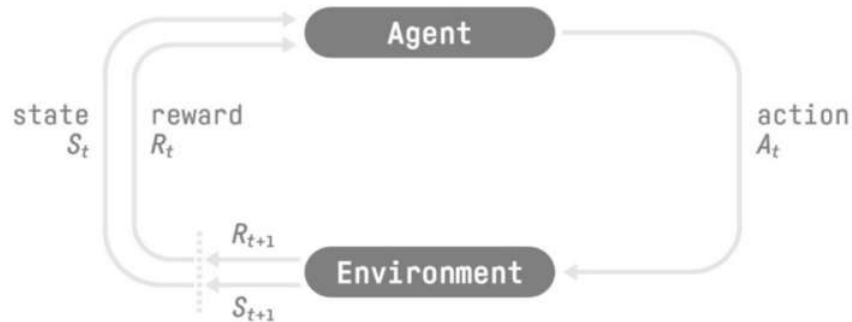 Agent
state
S_t
reward
R_t
action
A_t
R_{t+1}
Environment
S_{t+1}